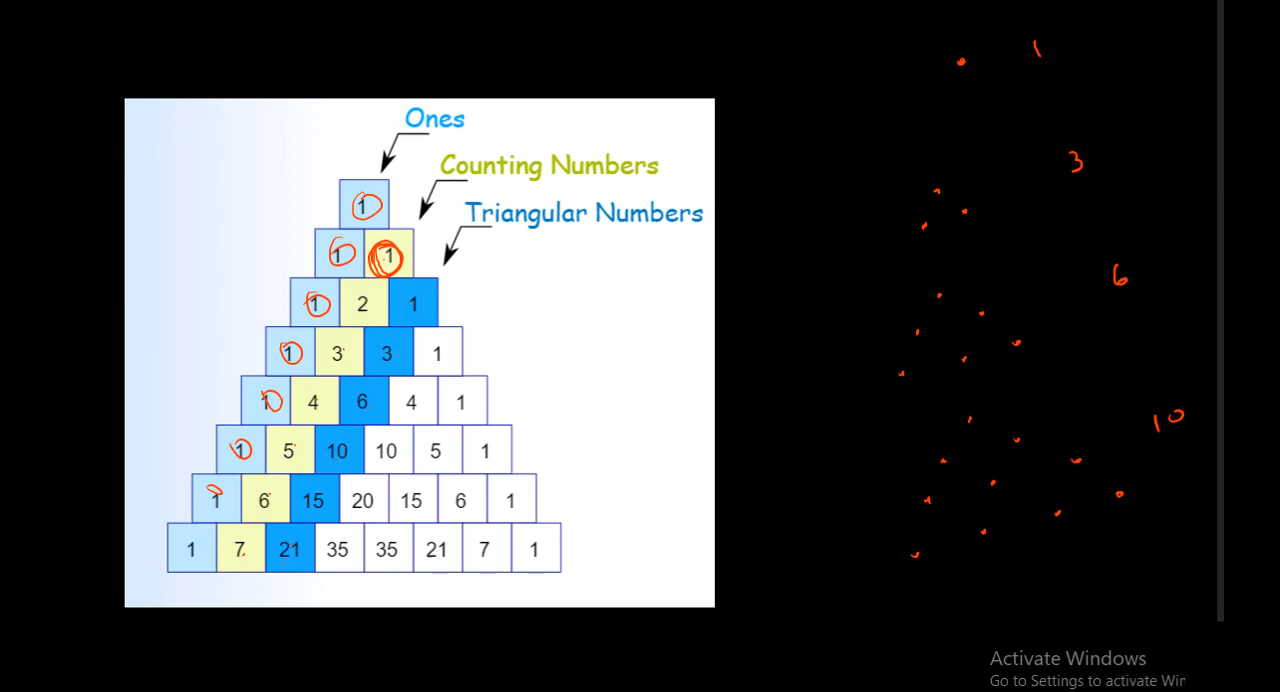 Ones
Counting Numbers
Triangular Numbers
1
1 1
1 2 1
1 3 3 1
1 4 6 4 1
1 5 10 10 5 1
1 6 15 20 15 6 1
1 7 21 35 35 21 7 1
1
3
6
10
Activate Windows
Go to Settings to activate Wir